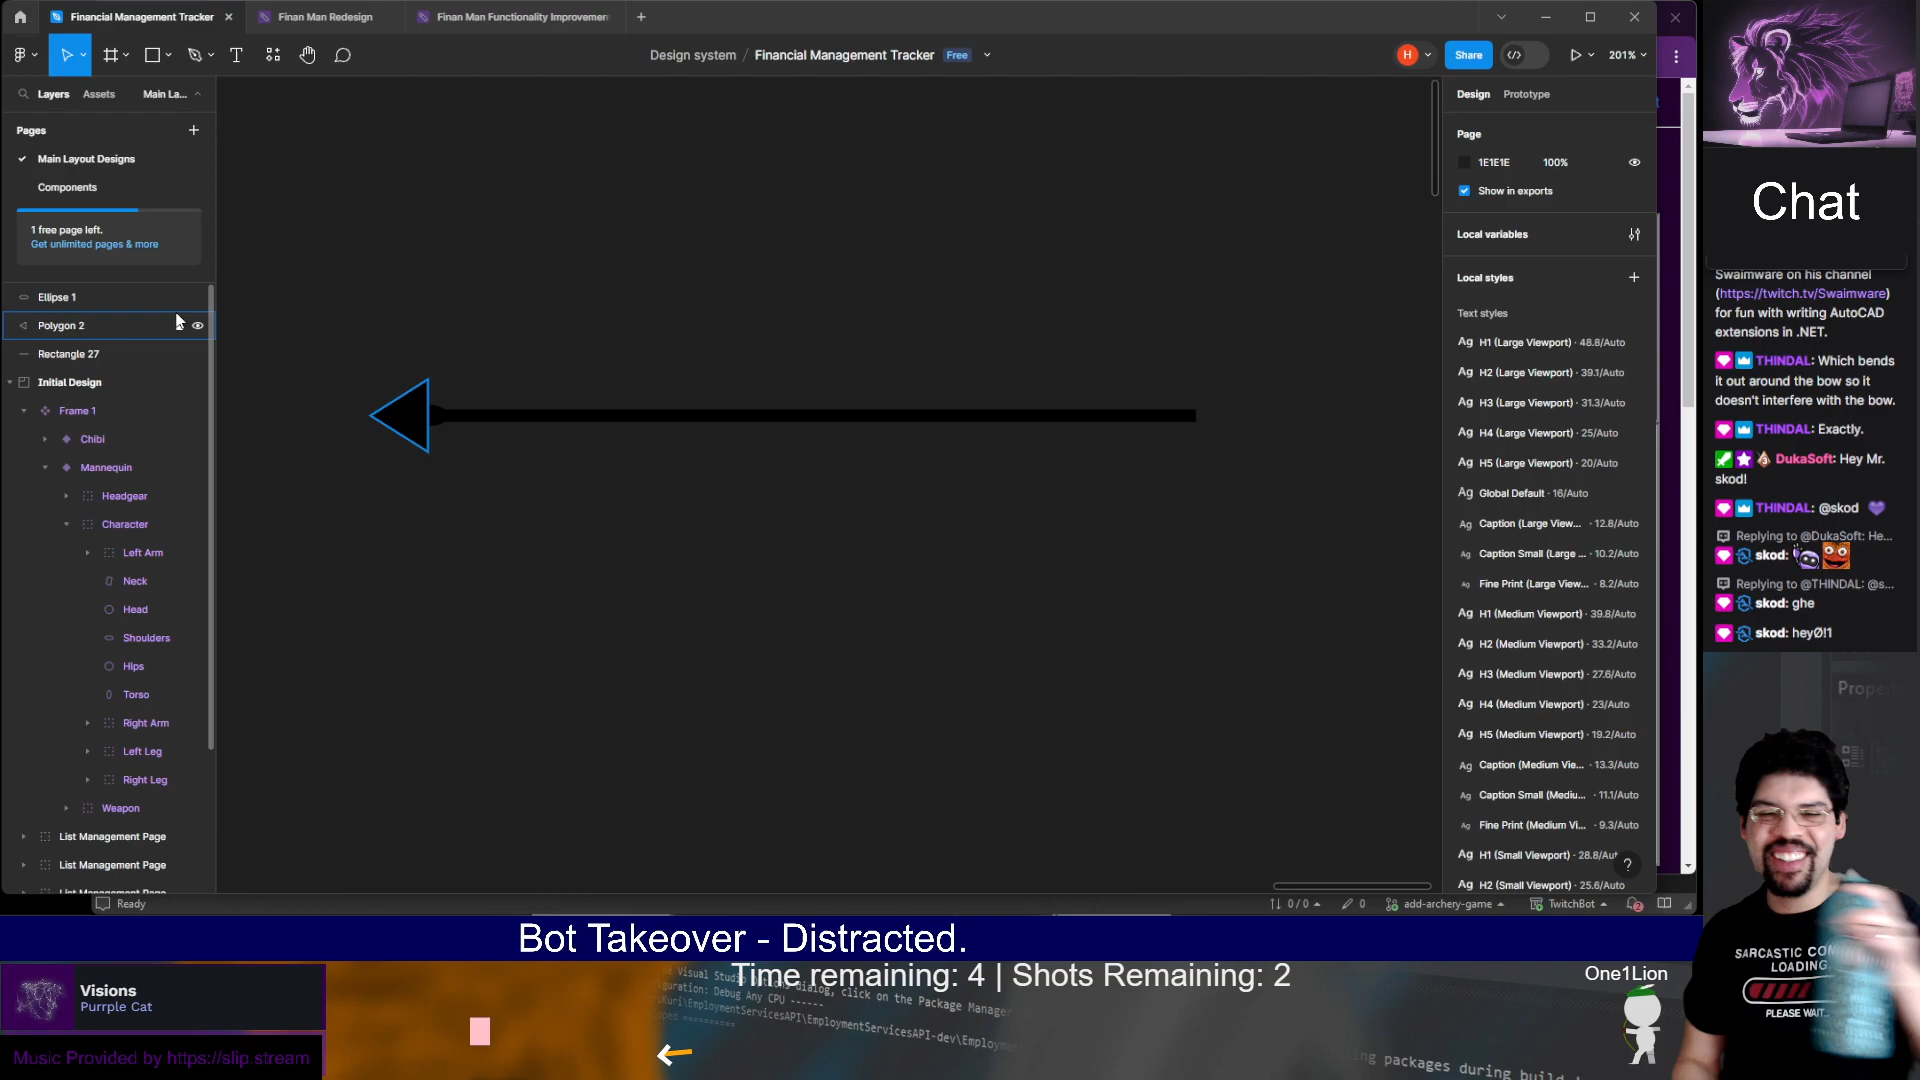 Financial Management Tracker
Finan Man Redesign
Finan Man Functionality Improvemen
Design system / Financial Management Tracker Free
H
Share
201%
Layers Assets Main La...
Pages
Main Layout Designs
Components
1 free page left.
Get unlimited pages & more
Ellipse 1
Polygon 2
Rectangle 27
Initial Design
Frame 1
Chibi
Mannequin
Headgear
Character
Left Arm
Neck
Head
Shoulders
Hips
Torso
Right Arm
Left Leg
Right Leg
Weapon
List Management Page
List Management Page
List Management Page
Design Prototype
Page
1E1E1E 100%
Show in exports
Local variables
Local styles
Text styles
Ag H1 (Large Viewport) · 48.8/Auto
Ag H2 (Large Viewport) · 39.1/Auto
Ag H3 (Large Viewport) · 31.3/Auto
Ag H4 (Large Viewport) · 25/Auto
Ag H5 (Large Viewport) · 20/Auto
Ag Global Default · 16/Auto
Ag Caption (Large View... · 12.8/Auto
Ag Caption Small (Large ... · 10.2/Auto
Ag Fine Print (Large View... · 8.2/Auto
Ag H1 (Medium Viewport) · 39.8/Auto
Ag H2 (Medium Viewport) · 33.2/Auto
Ag H3 (Medium Viewport) · 27.6/Auto
Ag H4 (Medium Viewport) · 23/Auto
Ag H5 (Medium Viewport) · 19.2/Auto
Ag Caption (Medium Vie... · 13.3/Auto
Ag Caption Small (Mediu... · 11.1/Auto
Ag Fine Print (Medium Vi... · 9.3/Auto
Ag H1 (Small Viewport) · 28.8/Aut
Ag H2 (Small Viewport) · 25.6/Auto
?
Ready
0/0
0
add-archery-game
TwitchBot
2
Chat
Swaimware on his channel
(https://twitch.tv/Swaimware)
for fun with writing AutoCAD
extensions in .NET.
THINDAL: Which bends
it out around the bow so it
doesn't interfere with the bow.
THINDAL: Exactly.
DukaSoft: Hey Mr.
skod!
THINDAL: @skod
Replying to @DukaSoft: He...
skod:
Replying to @THINDAL: @s...
skod: ghe
skod: heyØ!1
Proper
Bot Takeover - Distracted.
Time remaining: 4 | Shots Remaining: 2
One1Lion
Visions
Purrple Cat
Music Provided by https://slip.stream
SARCASTIC CO
LOADING
PLEASE WAIT